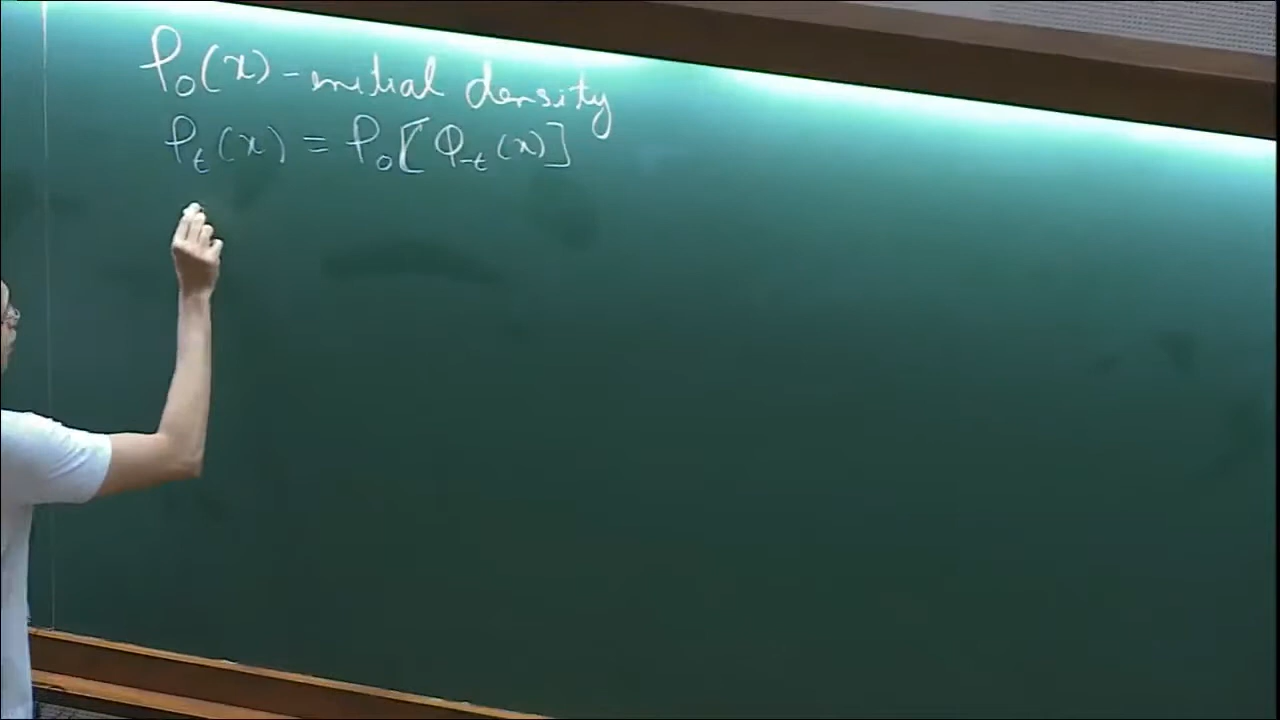 ρ₀(x) - initial density
ρₜ(x) = ρ₀[φ₋ₜ(x)]